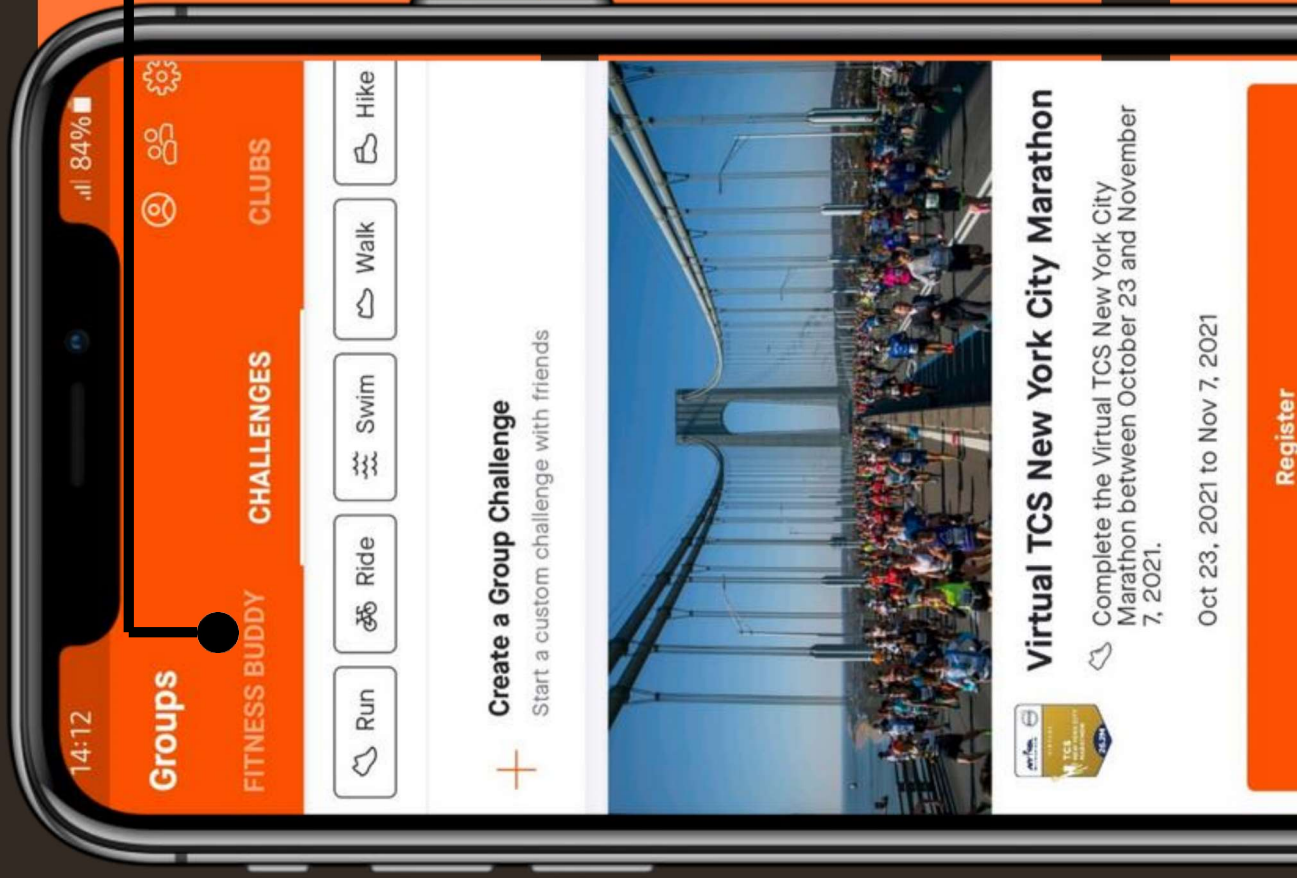 14:12
84%
Groups
FITNESS BUDDY
CHALLENGES
CLUBS
Run
Ride
Swim
Walk
Hike
Create a Group Challenge
Start a custom challenge with friends
Virtual TCS New York City Marathon
Complete the Virtual TCS New York City
Marathon between October 23 and November
7, 2021.
Oct 23, 2021 to Nov 7, 2021
TCS
Register